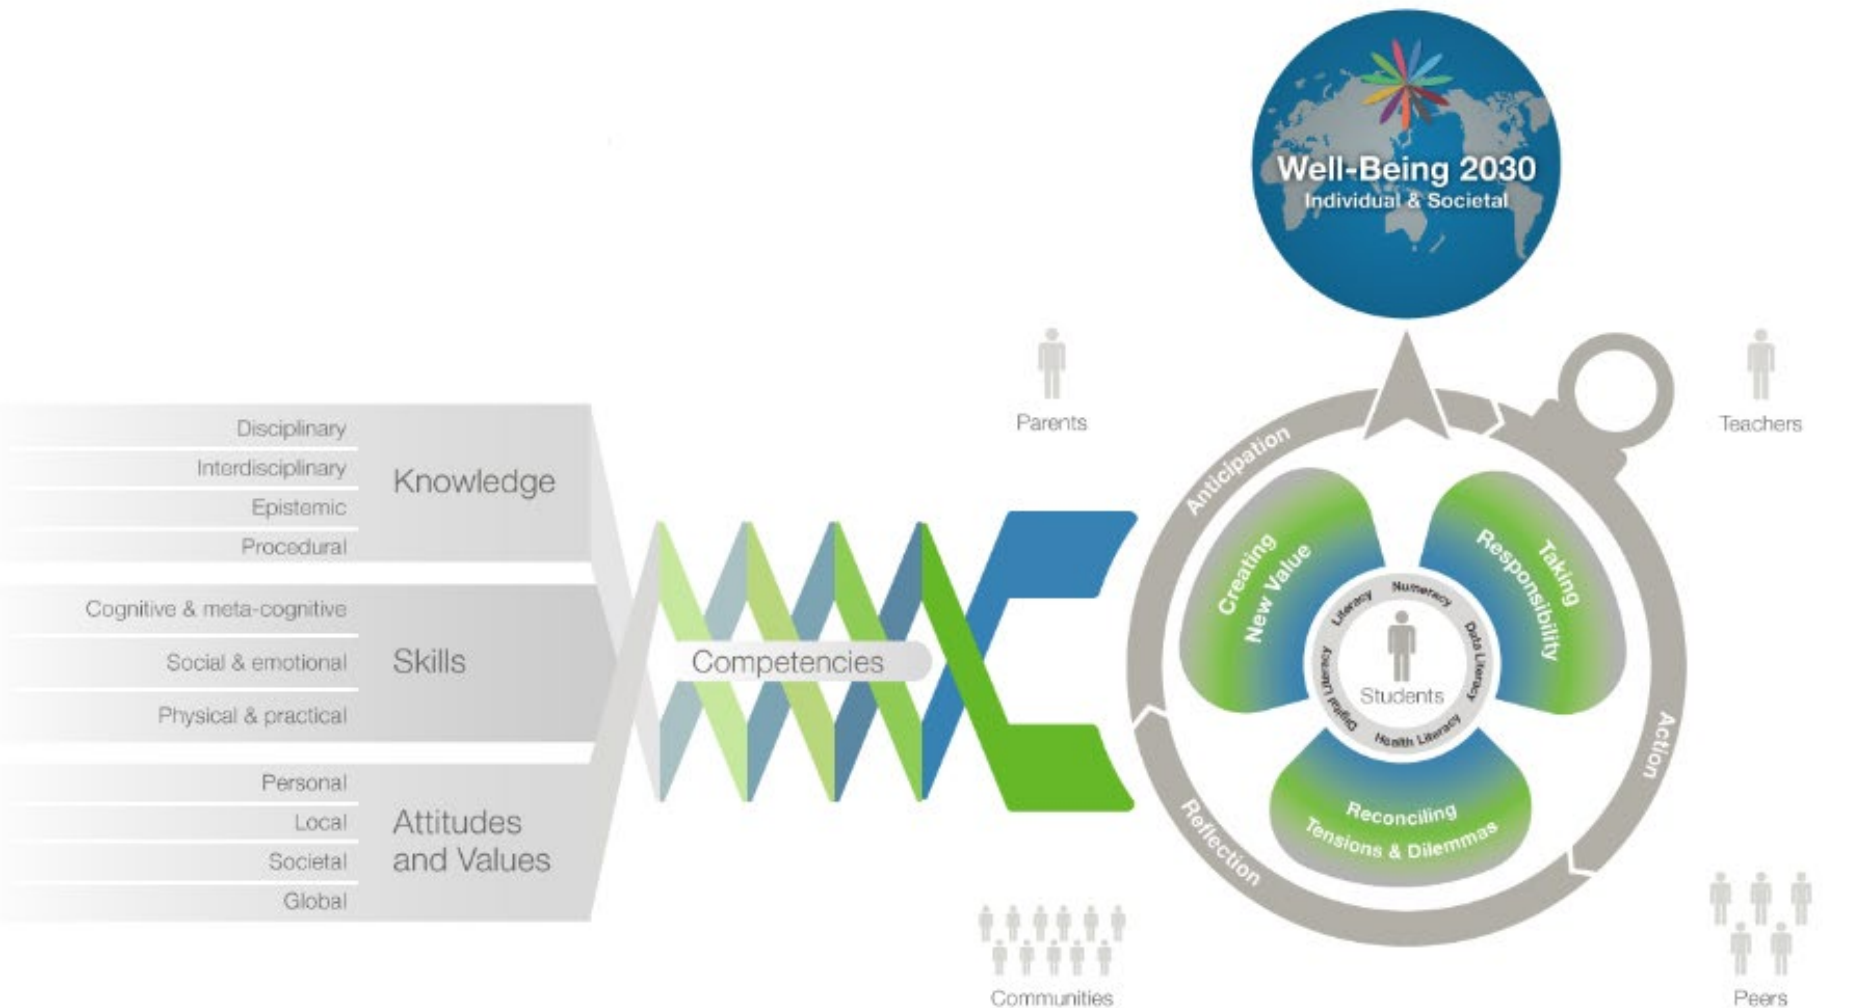 Well-Being 2030
Individual & Societal
Parents
Teachers
Disciplinary
Interdisciplinary
Epistemic
Procedural
Knowledge
Cognitive & meta-cognitive
Social & emotional
Physical & practical
Skills
Personal
Local
Societal
Global
Attitudes
and Values
Competencies
Anticipation
Action
Reflection
Creating
New Value
Taking
Responsibility
Reconciling
Tensions & Dilemmas
Literacy
Numeracy
Data Literacy
Health Literacy
Digital Literacy
Students
Communities
Peers